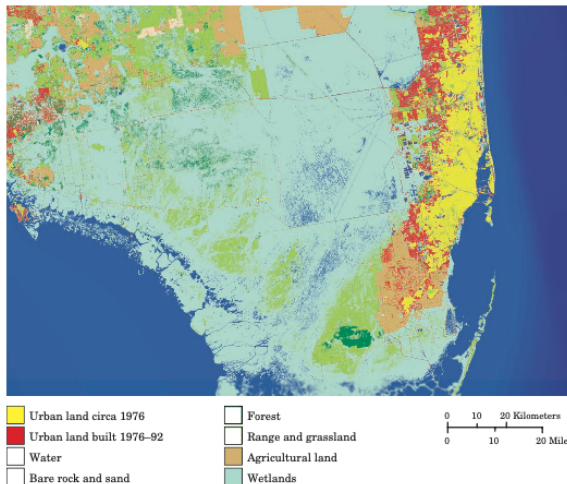 Urban land circa 1976
Urban land built 1976–92
Water
Bare rock and sand
Forest
Range and grassland
Agricultural land
Wetlands
0 10 20 Kilometers
0 10 20 Mile